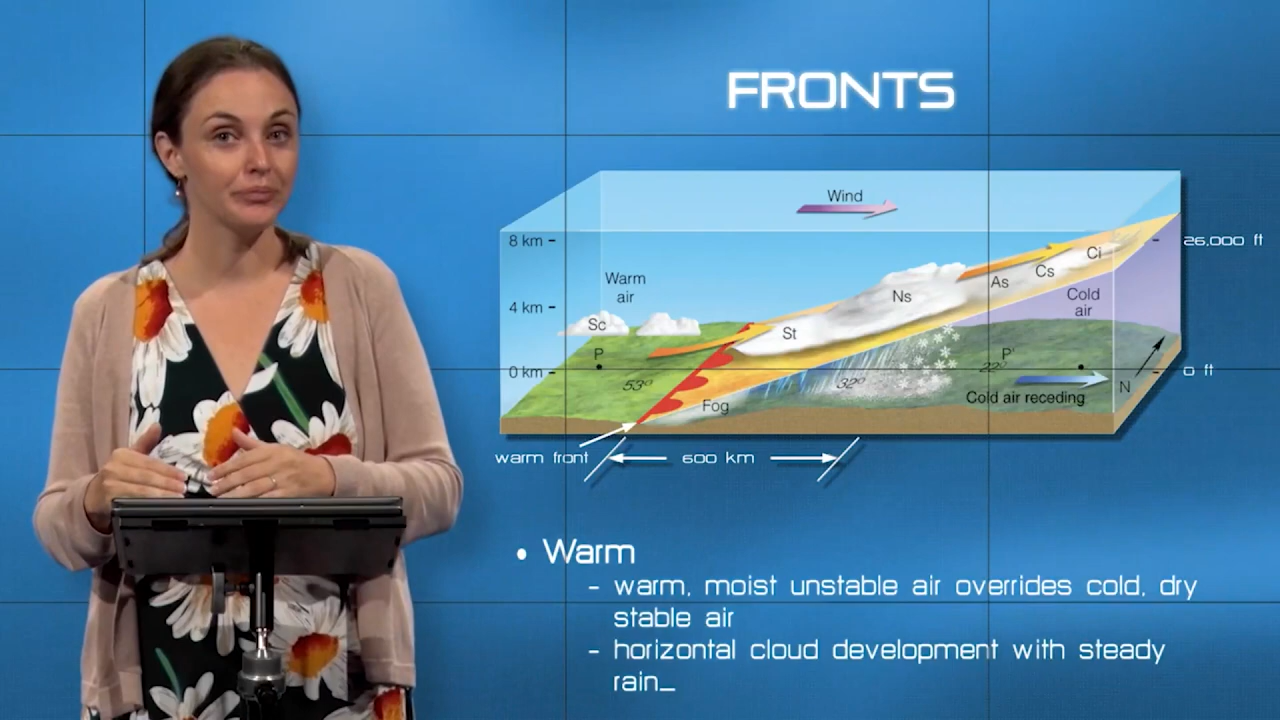 FRONTS
Wind
8 km
26,000 ft
Ci
Cs
As
Warm
air
Ns
Cold
air
4 km
Sc
St
P
P'
0 km
53°
32°
22°
0 ft
N
Fog
Cold air receding
warm front
600 km
• Warm
– warm, moist unstable air overrides cold, dry
stable air
– horizontal cloud development with steady
rain_